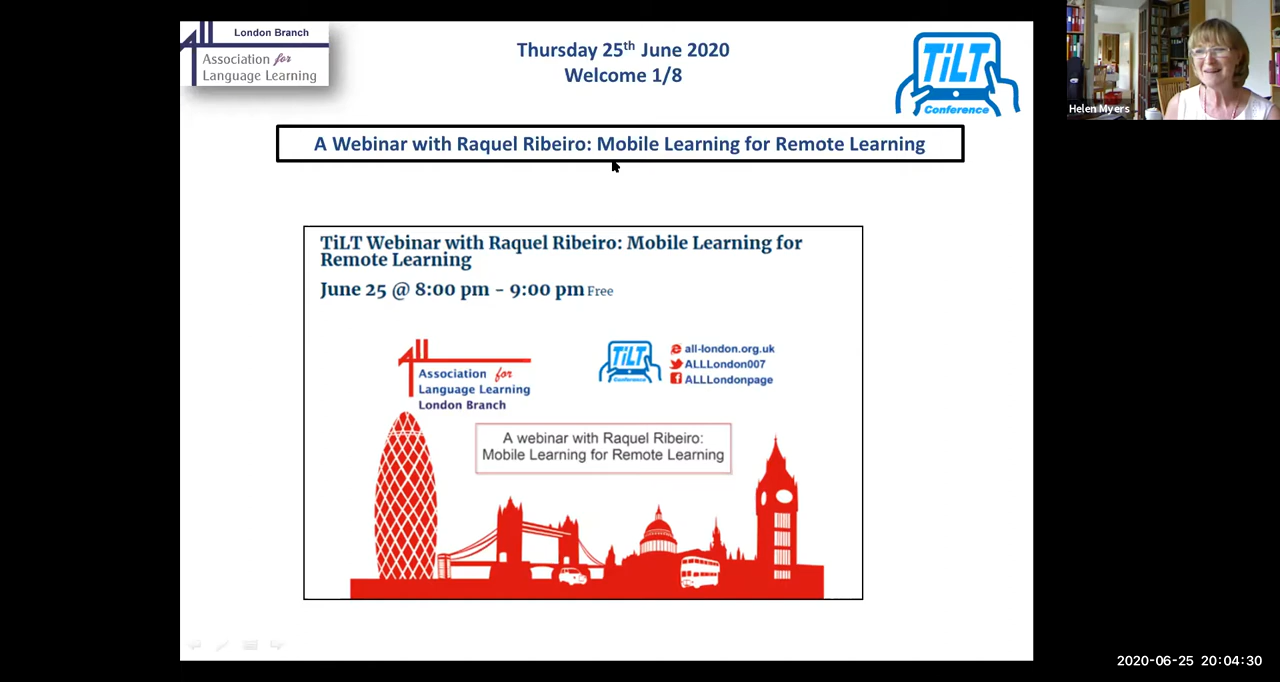 London Branch
Association for
Language Learning
Thursday 25th June 2020
Welcome 1/8
TiLT
Conference
Helen Myers
A Webinar with Raquel Ribeiro: Mobile Learning for Remote Learning
TiLT Webinar with Raquel Ribeiro: Mobile Learning for
Remote Learning
June 25 @ 8:00 pm - 9:00 pm Free
Association for
Language Learning
London Branch
TiLT
Conference
all-london.org.uk
ALLLondon007
ALLLondonpage
A webinar with Raquel Ribeiro:
Mobile Learning for Remote Learning
2020-06-25 20:04:30